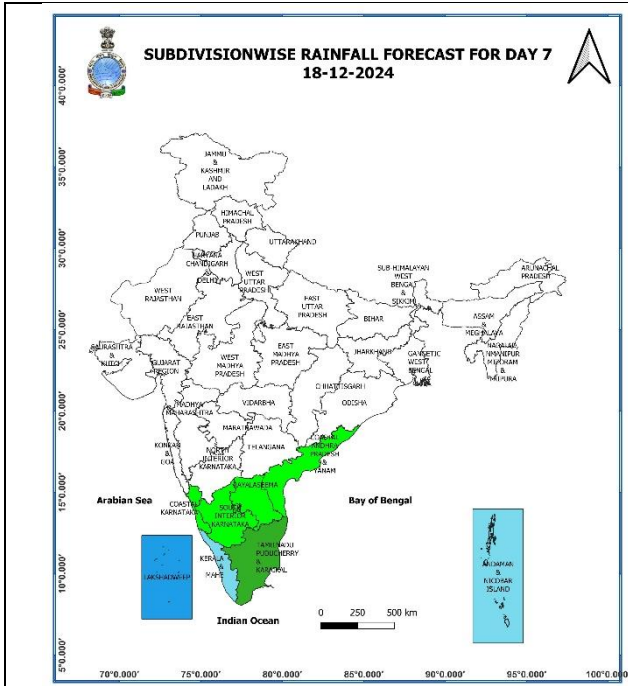 SUBDIVISIONWISE RAINFALL FORECAST FOR DAY 7
18-12-2024
40°0.000'
35°0.000'
30°0.000'
25°0.000'
20°0.000'
15°0.000'
10°0.000'
5°0.000'
JAMMU
&
KASHMIR
AND
LADAKH
HIMACHAL
PRADESH
PUNJAB
UTTARAKHAND
HARYANA
CHANDIGARH
&
DELHI
WEST
RAJASTHAN
WEST
UTTAR
PRADESH
EAST
RAJASTHAN
EAST
UTTAR
PRADESH
SUB-HIMALAYAN
WEST
BENGAL
&
SIKKIM
ARUNACHAL
PRADESH
ASSAM
&
MEGHALAYA
NAGALAND
MANIPUR
MIZORAM
&
TRIPURA
BIHAR
SAURASHTRA
&
KUTCH
GUJARAT
REGION
WEST
MADHYA
PRADESH
EAST
MADHYA
PRADESH
JHARKHAND
GANGETIC
WEST
BENGAL
CHHATTISGARH
ODISHA
MADHYA
MAHARASHTRA
VIDARBHA
MARATHWADA
KONKAN
&
GOA
NORTH
INTERIOR
KARNATAKA
TELANGANA
COASTAL
ANDHRA
PRADESH
&
YANAM
RAYALASEEMA
Arabian Sea
Bay of Bengal
COASTAL
KARNATAKA
SOUTH
INTERIOR
KARNATAKA
KERALA
&
MAHE
TAMILNADU
PUDUCHERRY
&
KARAIKAL
LAKSHADWEEP
ANDAMAN
&
NICOBAR
ISLAND
Indian Ocean
0 250 500 km
70°0.000' 75°0.000' 80°0.000' 85°0.000' 90°0.000' 95°0.000' 100°0.0